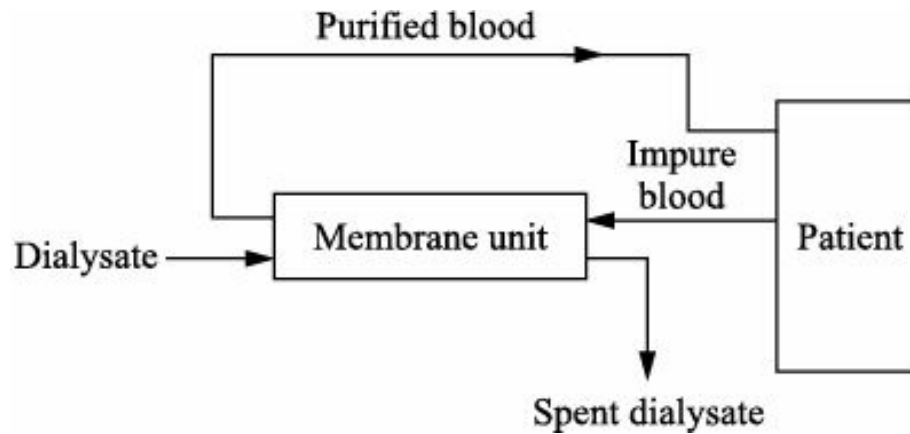 Purified blood
Impure
blood
Membrane unit
Patient
Dialysate
Spent dialysate